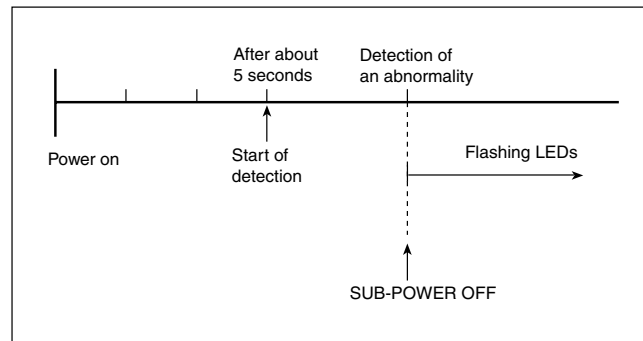 After about
5 seconds
Detection of
an abnormality
Power on
Start of
detection
Flashing LEDs
SUB-POWER OFF